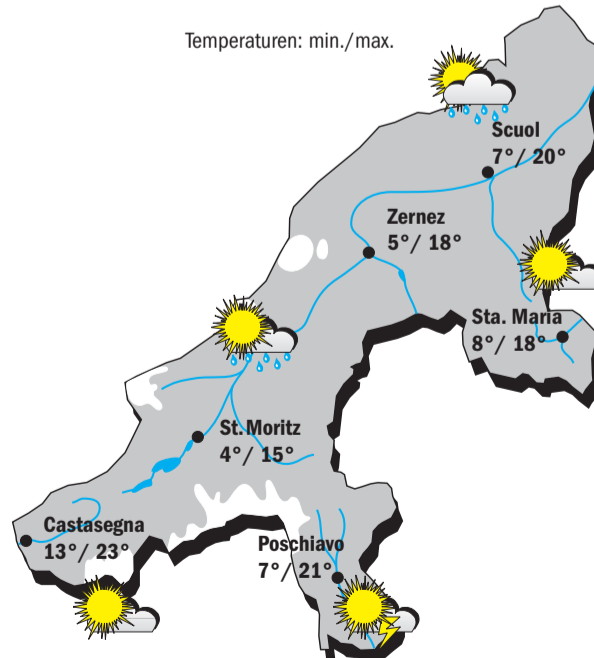 Temperaturen: min./max.
Scuol
7°/ 20°
Zernez
5°/ 18°
Sta. Maria
8°/ 18°
St. Moritz
4°/ 15°
Castasegna
13°/ 23°
Poschiavo
7°/ 21°